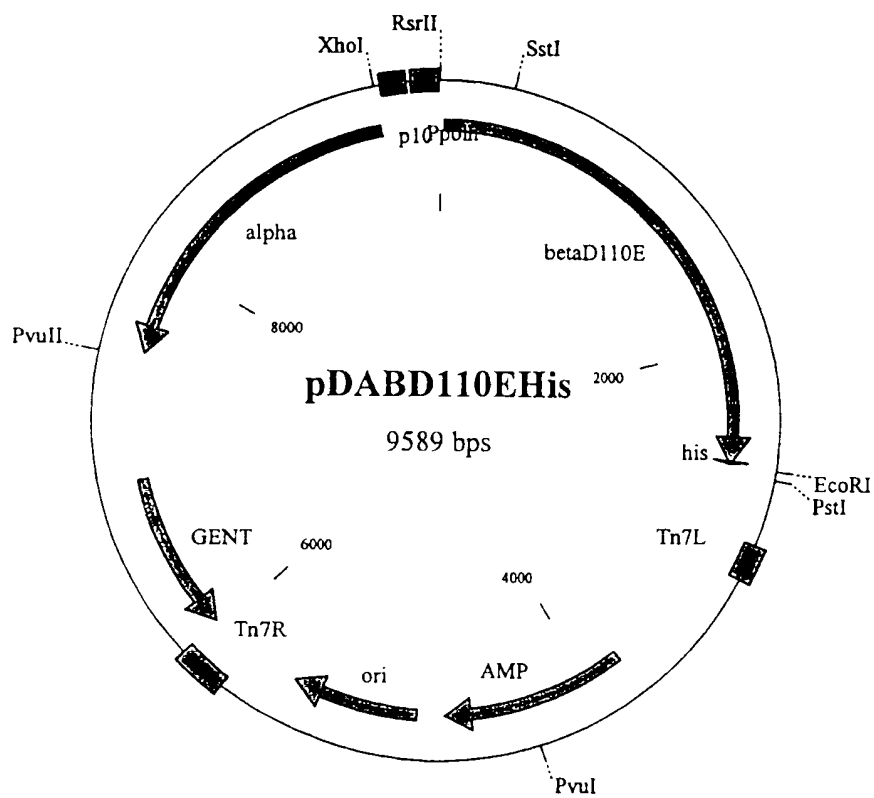 RsrII
XhoI
SstI
p10
alpha
betaD110E
PvuII
8000
2000
pDABD110EHis
9589 bps
his
EcoRI
PstI
GENT
Tn7L
6000
4000
Tn7R
ori
AMP
PvuI